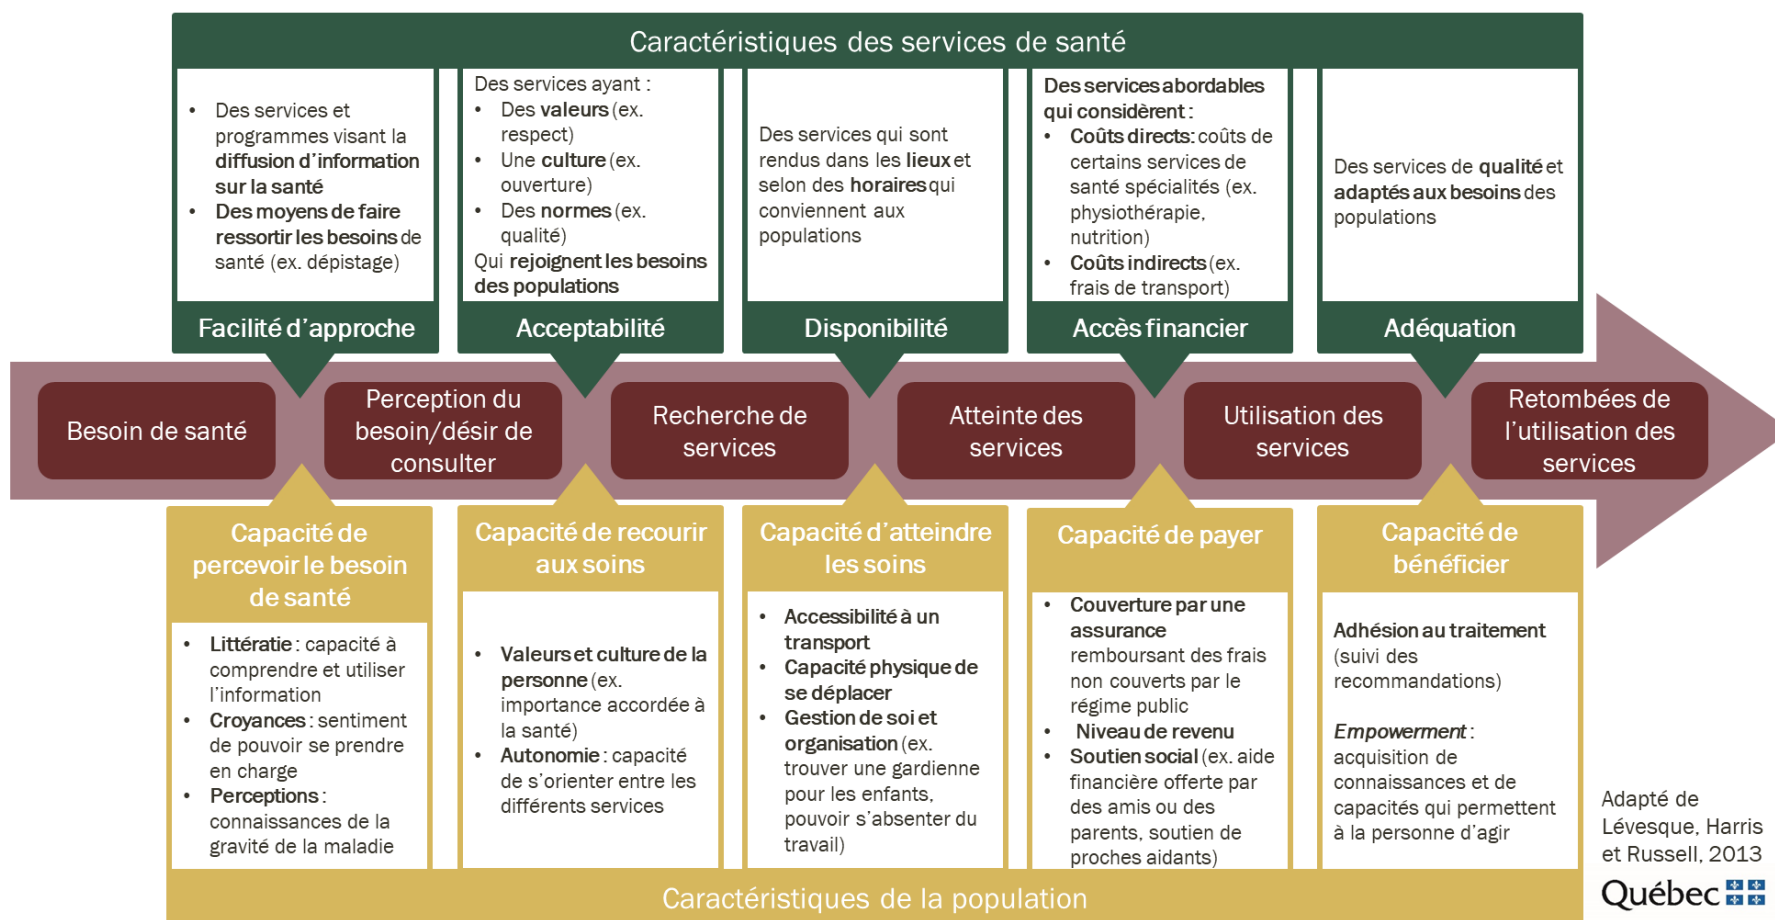 Caractéristiques des services de santé
• Des services et
programmes visant la
diffusion d'information
sur la santé
• Des moyens de faire
ressortir les besoins de
santé (ex. dépistage)
Facilité d'approche
Des services ayant :
• Des valeurs (ex.
respect)
• Une culture (ex.
ouverture)
• Des normes (ex.
qualité)
Qui rejoignent les besoins
des populations
Acceptabilité
Des services qui sont
rendus dans les lieux et
selon des horaires qui
conviennent aux
populations
Disponibilité
Des services abordables
qui considèrent :
• Coûts directs: coûts de
certains services de
santé spécialités (ex.
physiothérapie,
nutrition)
• Coûts indirects (ex.
frais de transport)
Accès financier
Des services de qualité et
adaptés aux besoins des
populations
Adéquation
Besoin de santé
Perception du
besoin/désir de
consulter
Recherche de
services
Atteinte des
services
Utilisation des
services
Retombées de
l'utilisation des
services
Capacité de
percevoir le besoin
de santé
• Littératie : capacité à
comprendre et utiliser
l'information
• Croyances : sentiment
de pouvoir se prendre
en charge
• Perceptions :
connaissances de la
gravité de la maladie
Capacité de recourir
aux soins
• Valeurs et culture de la
personne (ex.
importance accordée à
la santé)
• Autonomie : capacité
de s'orienter entre les
différents services
Capacité d'atteindre
les soins
• Accessibilité à un
transport
• Capacité physique de
se déplacer
• Gestion de soi et
organisation (ex.
trouver une gardienne
pour les enfants,
pouvoir s'absenter du
travail)
Capacité de payer
• Couverture par une
assurance
remboursant des frais
non couverts par le
régime public
• Niveau de revenu
• Soutien social (ex. aide
financière offerte par
des amis ou des
parents, soutien de
proches aidants)
Capacité de
bénéficier
Adhésion au traitement
(suivi des
recommandations)
Empowerment :
acquisition de
connaissances et de
capacités qui permettent
à la personne d'agir
Caractéristiques de la population
Adapté de
Lévesque, Harris
et Russell, 2013
Québec